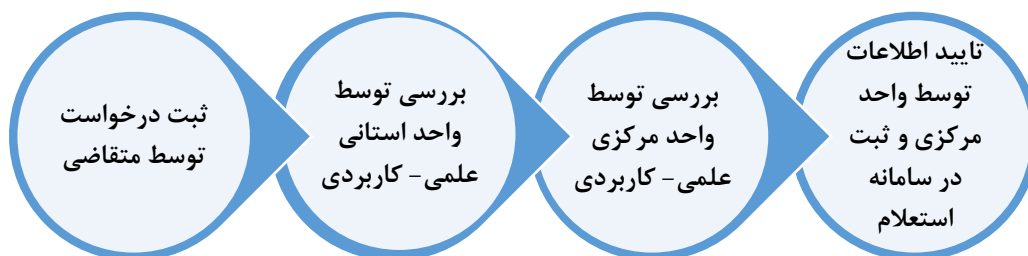 ثبت درخواست
توسط متقاضی
بررسی توسط
واحد استانی
علمی- کاربردی
بررسی توسط
واحد مرکزی
علمی- کاربردی
تایید اطلاعات
توسط واحد
مرکزی و ثبت
در سامانه
استعلام